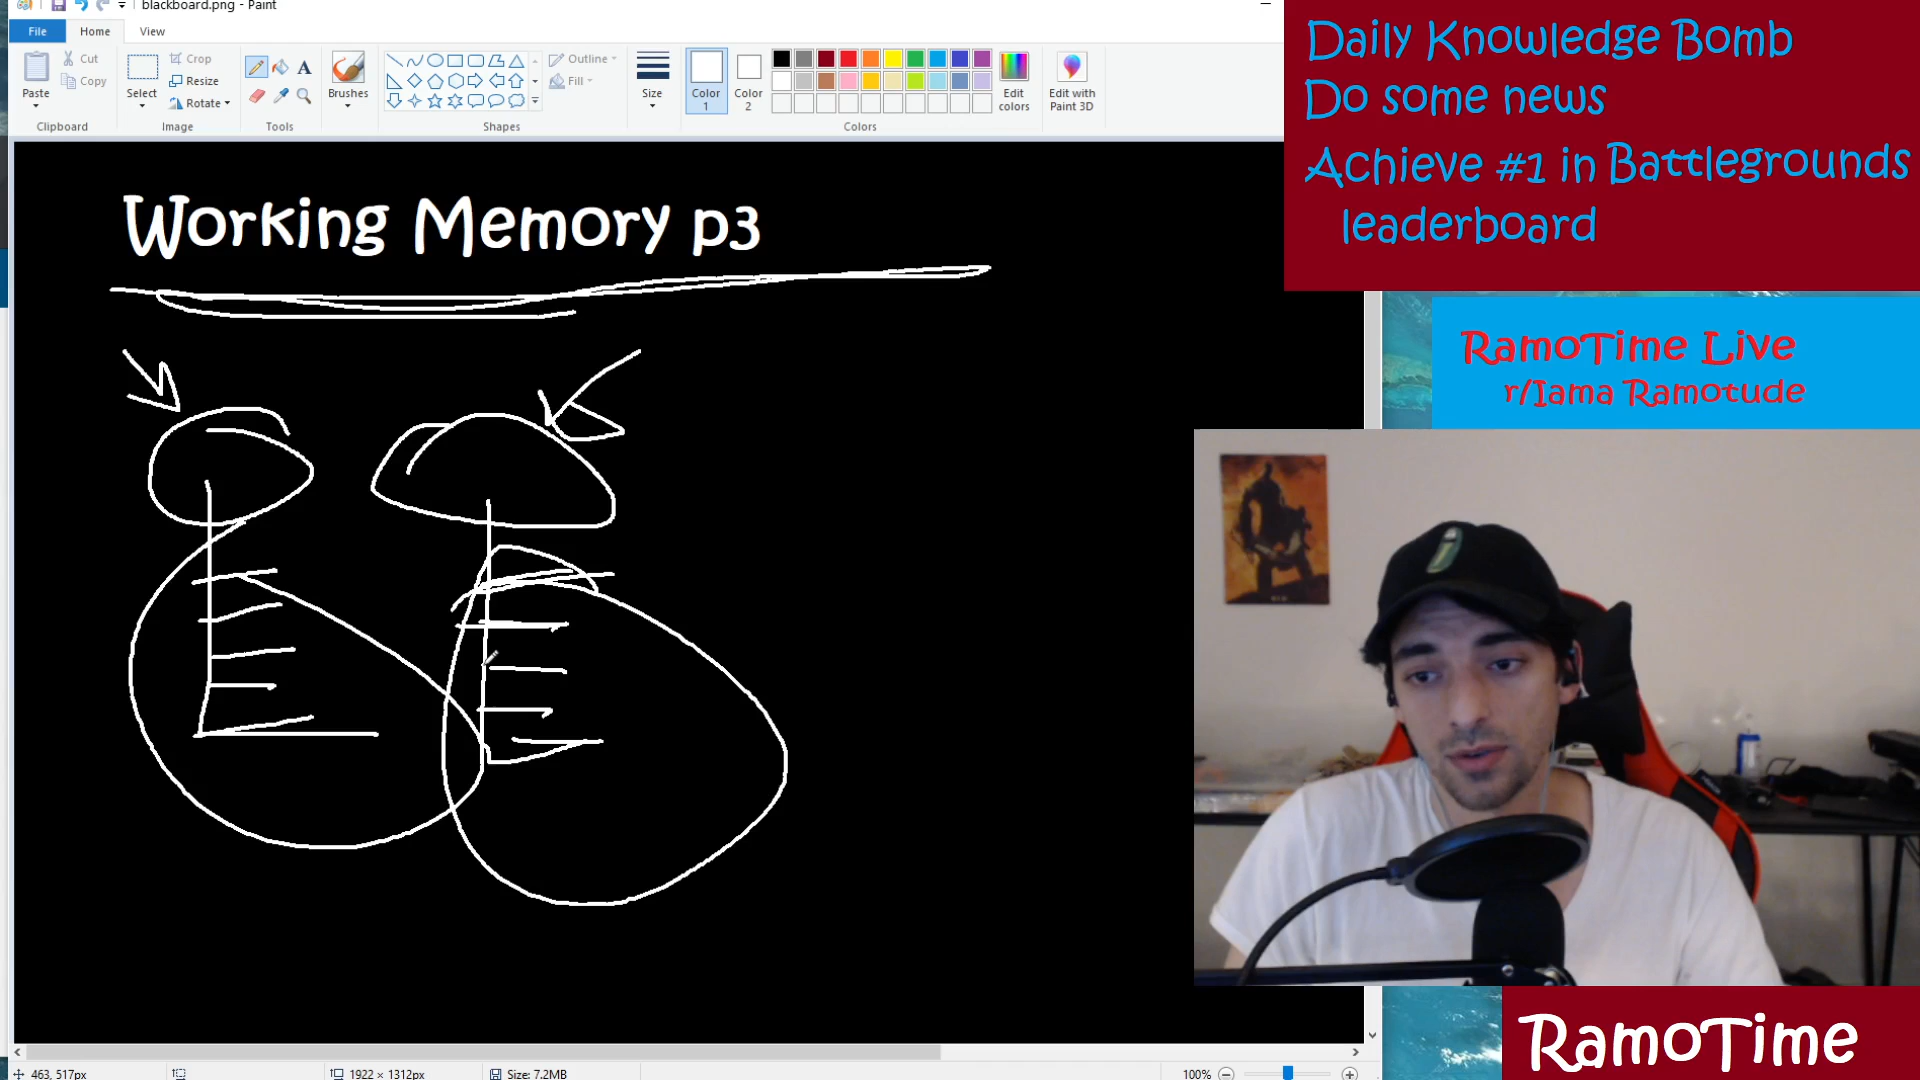 blackboard.png - Paint
File Home View
Cut
Copy
Paste
Clipboard
Crop
Resize
Rotate
Select
Image
Tools
Brushes
Outline
Fill
Shapes
Size
Color 1
Color 2
Edit colors
Edit with Paint 3D
Colors
Daily Knowledge Bomb
Do some news
Achieve #1 in Battlegrounds
leaderboard
Working Memory p3
RamoTime Live
r/Iama Ramotude
RamoTime
463, 517px
1922 × 1312px
Size: 7.2MB
100%